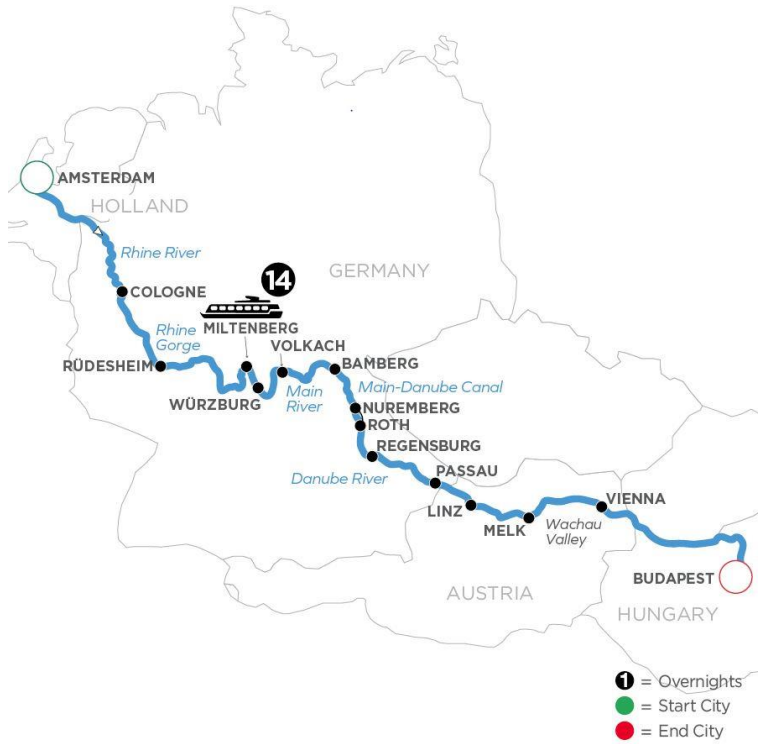 AMSTERDAM
HOLLAND
Rhine River
GERMANY
14
COLOGNE
Rhine
Gorge
MILTENBERG
VOLKACH
RÜDESHEIM
BAMBERG
WÜRZBURG
Main
River
Main-Danube Canal
NUREMBERG
ROTH
REGENSBURG
Danube River
PASSAU
LINZ
MELK
Wachau
Valley
VIENNA
BUDAPEST
AUSTRIA
HUNGARY
1 = Overnights
= Start City
= End City